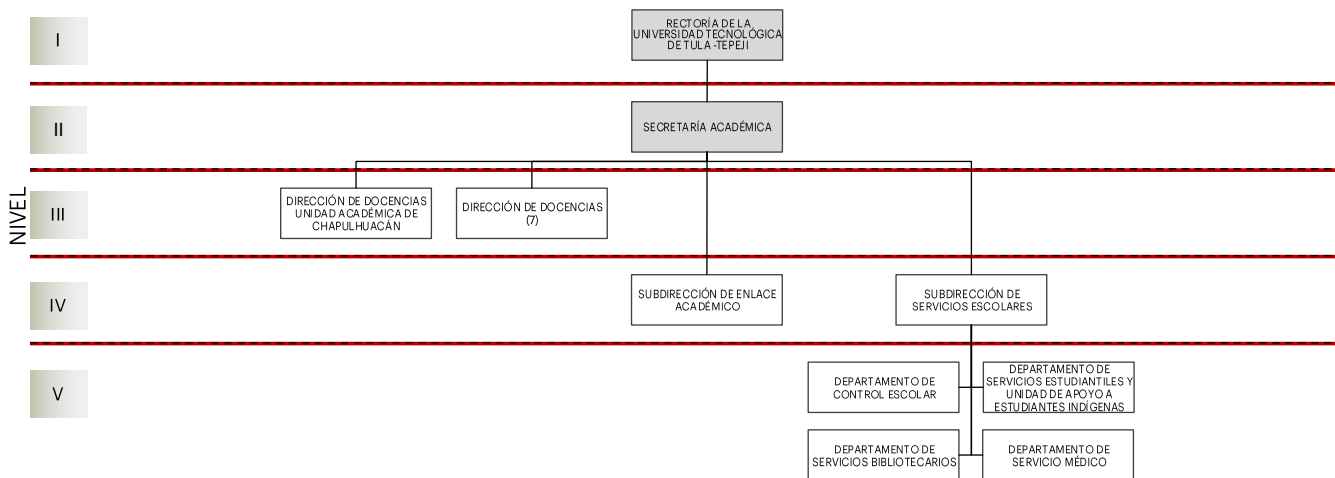 RECTORÍA DE LA
UNIVERSIDAD TECNOLÓGICA
DE TULA -TEPEJI
I
SECRETARÍA ACADÉMICA
II
NIVEL
DIRECCIÓN DE DOCENCIAS
UNIDAD ACADÉMICA DE
CHAPULHUACÁN
DIRECCIÓN DE DOCENCIAS
(7)
III
SUBDIRECCIÓN DE ENLACE
ACADÉMICO
SUBDIRECCIÓN DE
SERVICIOS ESCOLARES
IV
DEPARTAMENTO DE
CONTROL ESCOLAR
DEPARTAMENTO DE
SERVICIOS ESTUDIANTILES Y
UNIDAD DE APOYO A
ESTUDIANTES INDÍGENAS
V
DEPARTAMENTO DE
SERVICIOS BIBLIOTECARIOS
DEPARTAMENTO DE
SERVICIO MÉDICO